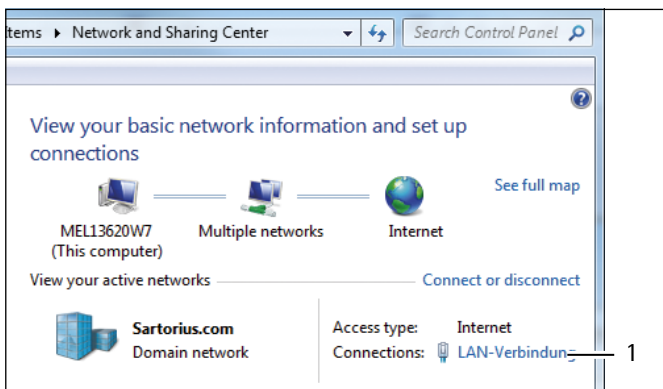 Items ▸ Network and Sharing Center
Search Control Panel
View your basic network information and set up
connections
See full map
MEL13620W7
(This computer)
Multiple networks
Internet
View your active networks
Connect or disconnect
Sartorius.com
Domain network
Access type: Internet
Connections: LAN-Verbindung
1